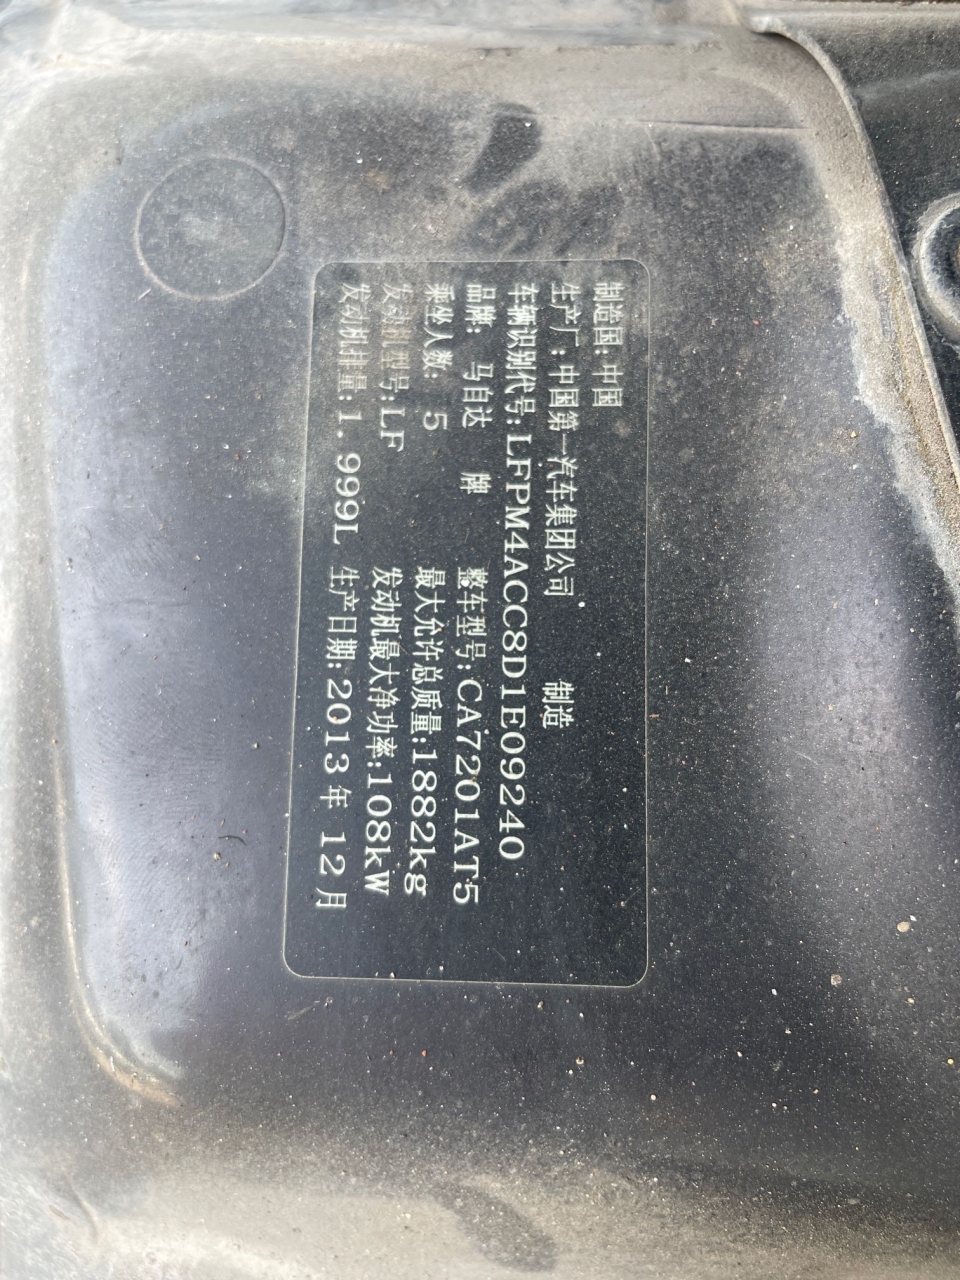 制造国:中国
生产厂:中国第一汽车集团公司 制造
车辆识别代号:LFPM4ACC8D1E09240
品牌: 马自达 牌 整车型号:CA7201AT5
乘坐人数: 5 最大允许总质量:1882kg
发动机型号:LF 发动机最大净功率:108kW
发动机排量:1.999L 生产日期:2013年 12月